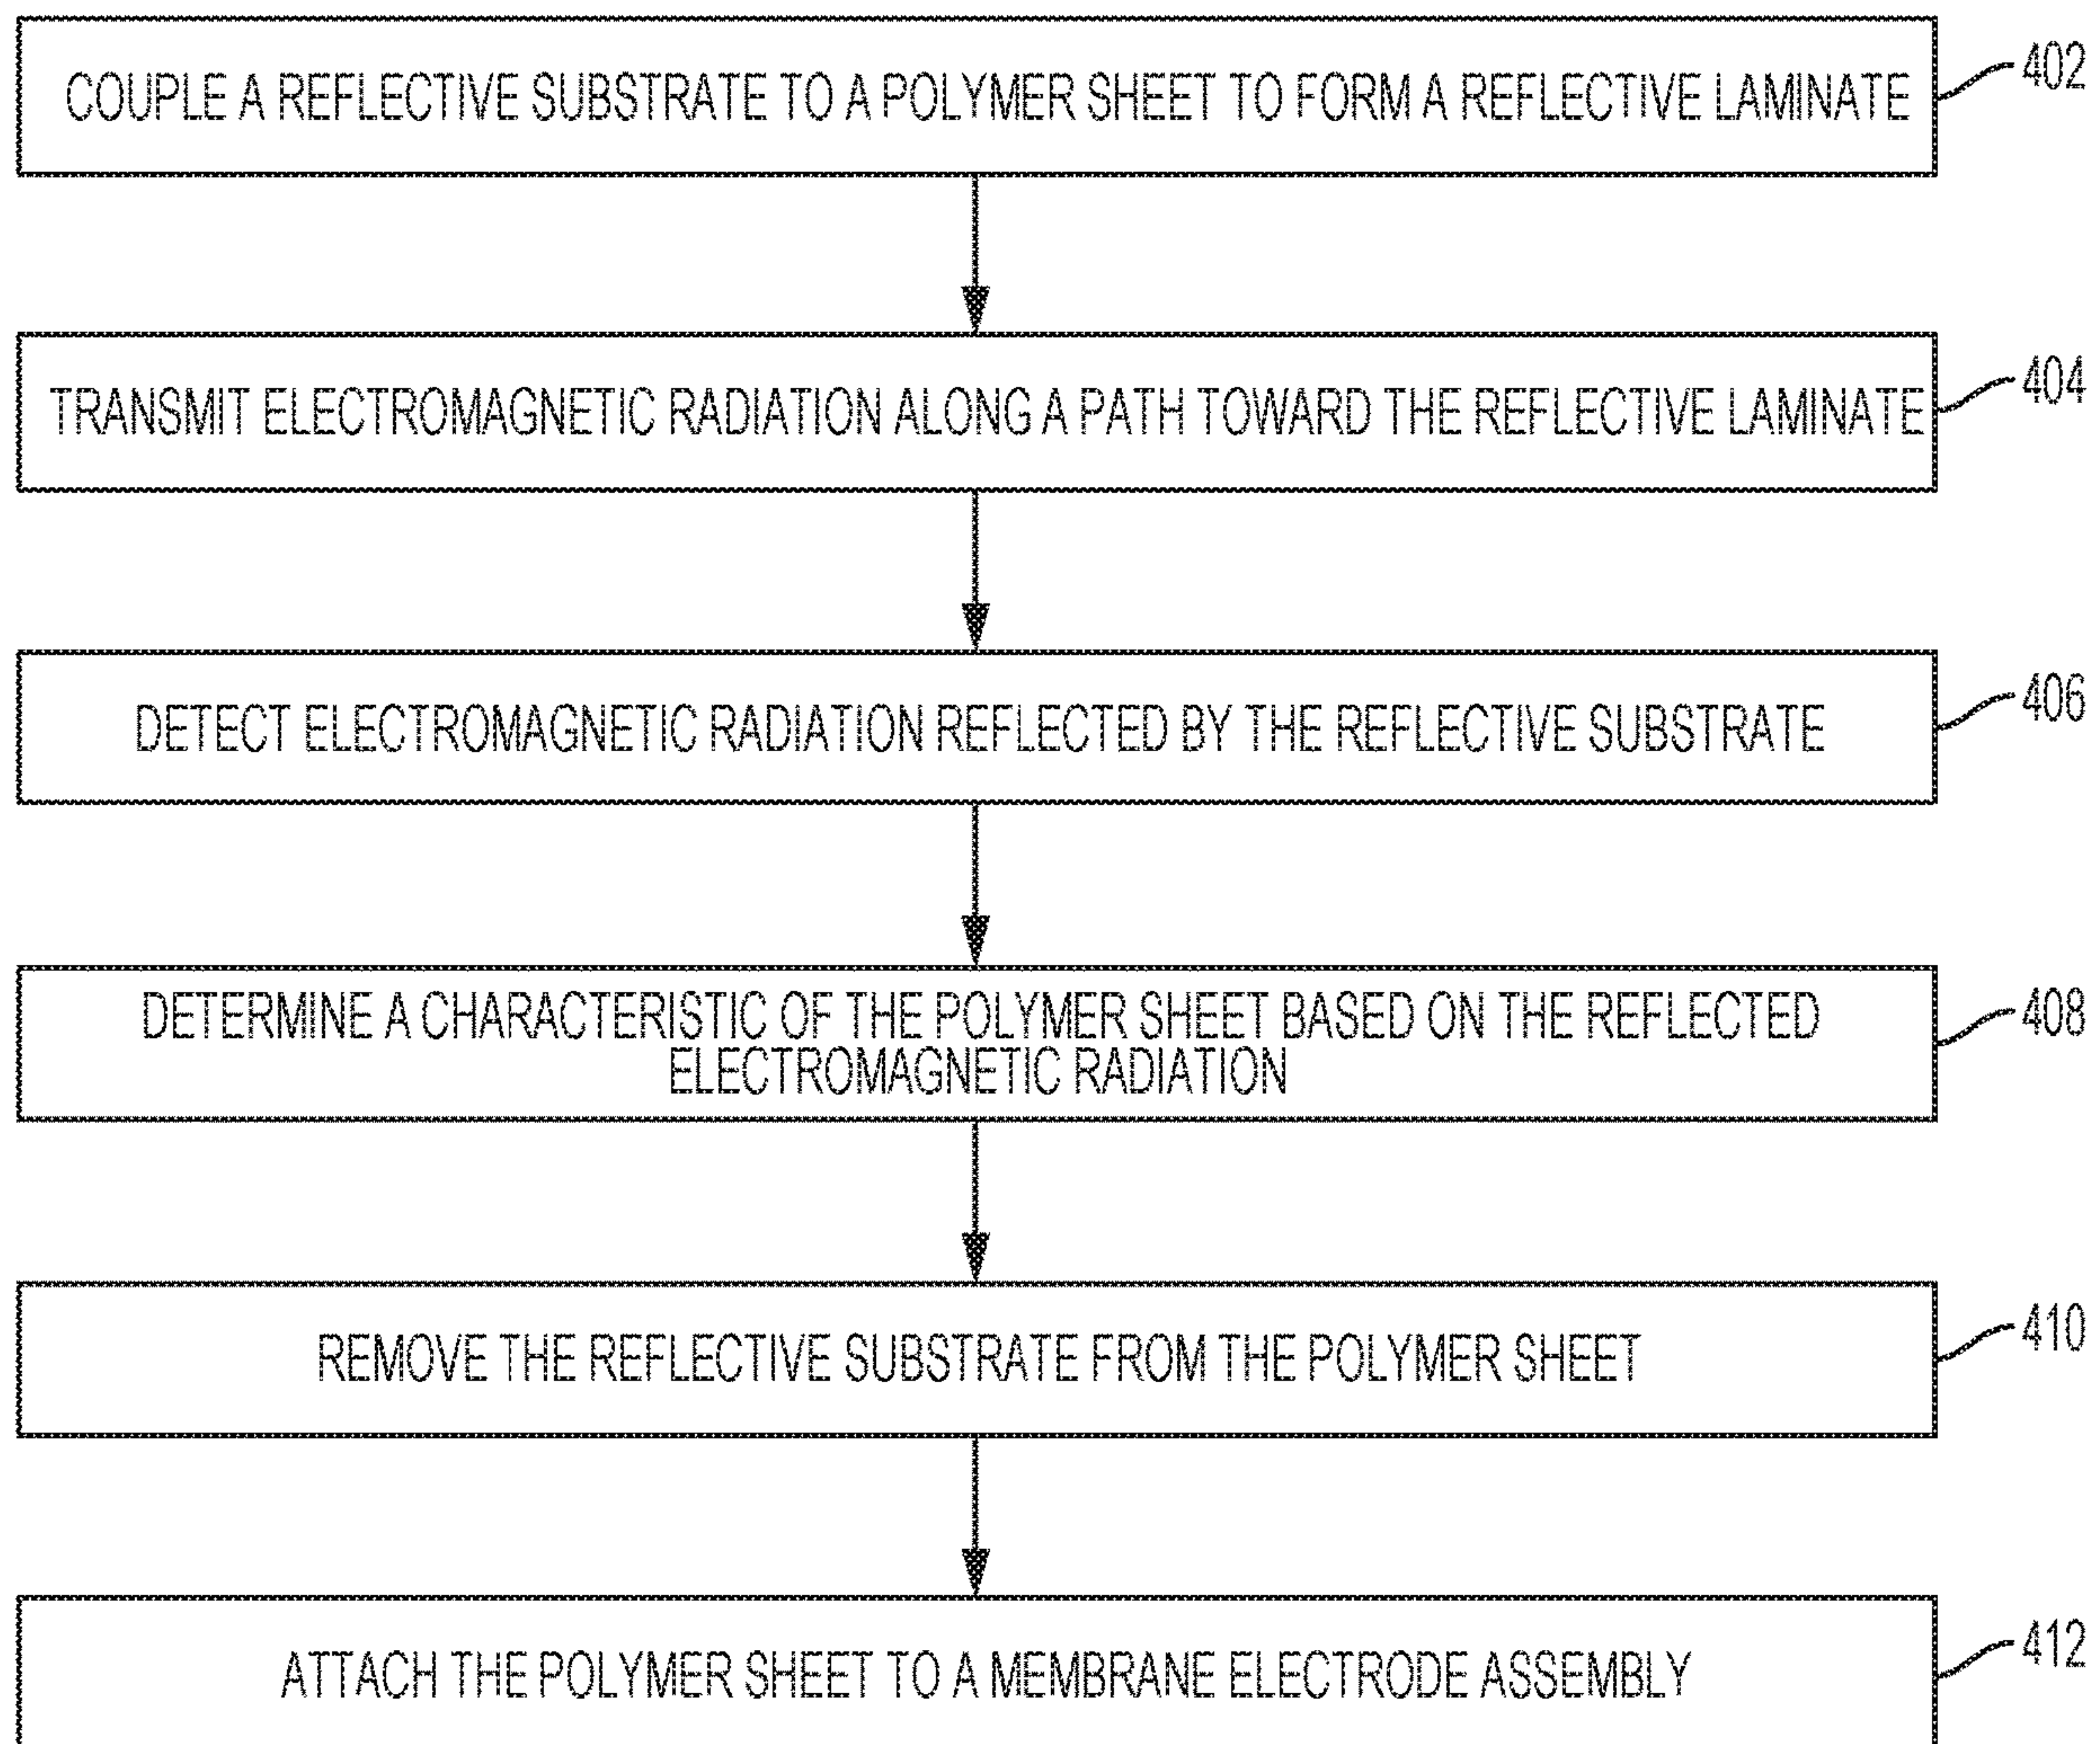 COUPLE A REFLECTIVE SUBSTRATE TO A POLYMER SHEET TO FORM A REFLECTIVE LAMINATE
402
TRANSMIT ELECTROMAGNETIC RADIATION ALONG A PATH TOWARD THE REFLECTIVE LAMINATE
404
DETECT ELECTROMAGNETIC RADIATION REFLECTED BY THE REFLECTIVE SUBSTRATE
406
DETERMINE A CHARACTERISTIC OF THE POLYMER SHEET BASED ON THE REFLECTED
ELECTROMAGNETIC RADIATION
408
REMOVE THE REFLECTIVE SUBSTRATE FROM THE POLYMER SHEET
410
ATTACH THE POLYMER SHEET TO A MEMBRANE ELECTRODE ASSEMBLY
412